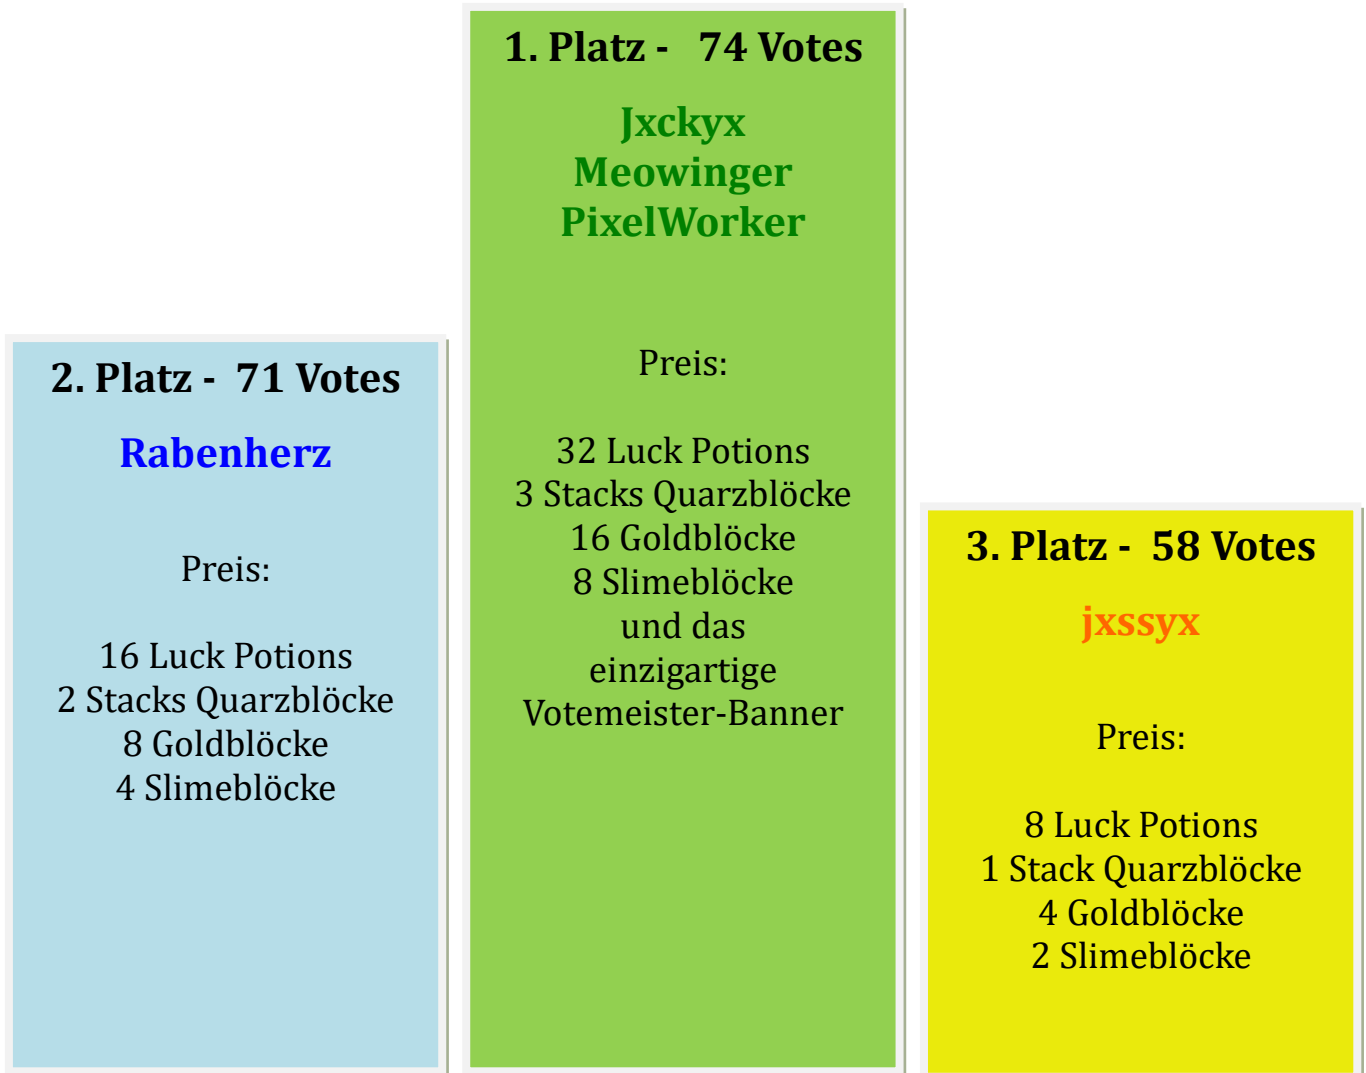 1. Platz - 74 Votes
Jxckyx
Meowinger
PixelWorker
Preis:
32 Luck Potions
3 Stacks Quarzblöcke
16 Goldblöcke
8 Slimeblöcke
und das
einzigartige
Votemeister-Banner
2. Platz - 71 Votes
Rabenherz
Preis:
16 Luck Potions
2 Stacks Quarzblöcke
8 Goldblöcke
4 Slimeblöcke
3. Platz - 58 Votes
jxssyx
Preis:
8 Luck Potions
1 Stack Quarzblöcke
4 Goldblöcke
2 Slimeblöcke